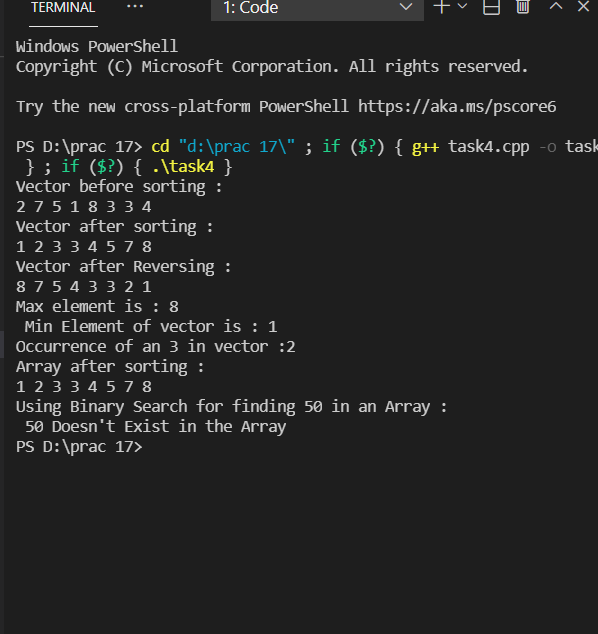 TERMINAL ... 1: Code
Windows PowerShell
Copyright (C) Microsoft Corporation. All rights reserved.
Try the new cross-platform PowerShell https://aka.ms/pscore6
PS D:\prac 17> cd "d:\prac 17\" ; if ($?) { g++ task4.cpp -o task
} ; if ($?) { .\task4 }
Vector before sorting :
2 7 5 1 8 3 3 4
Vector after sorting :
1 2 3 3 4 5 7 8
Vector after Reversing :
8 7 5 4 3 3 2 1
Max element is : 8
Min Element of vector is : 1
Occurrence of an 3 in vector :2
Array after sorting :
1 2 3 3 4 5 7 8
Using Binary Search for finding 50 in an Array :
50 Doesn't Exist in the Array
PS D:\prac 17>